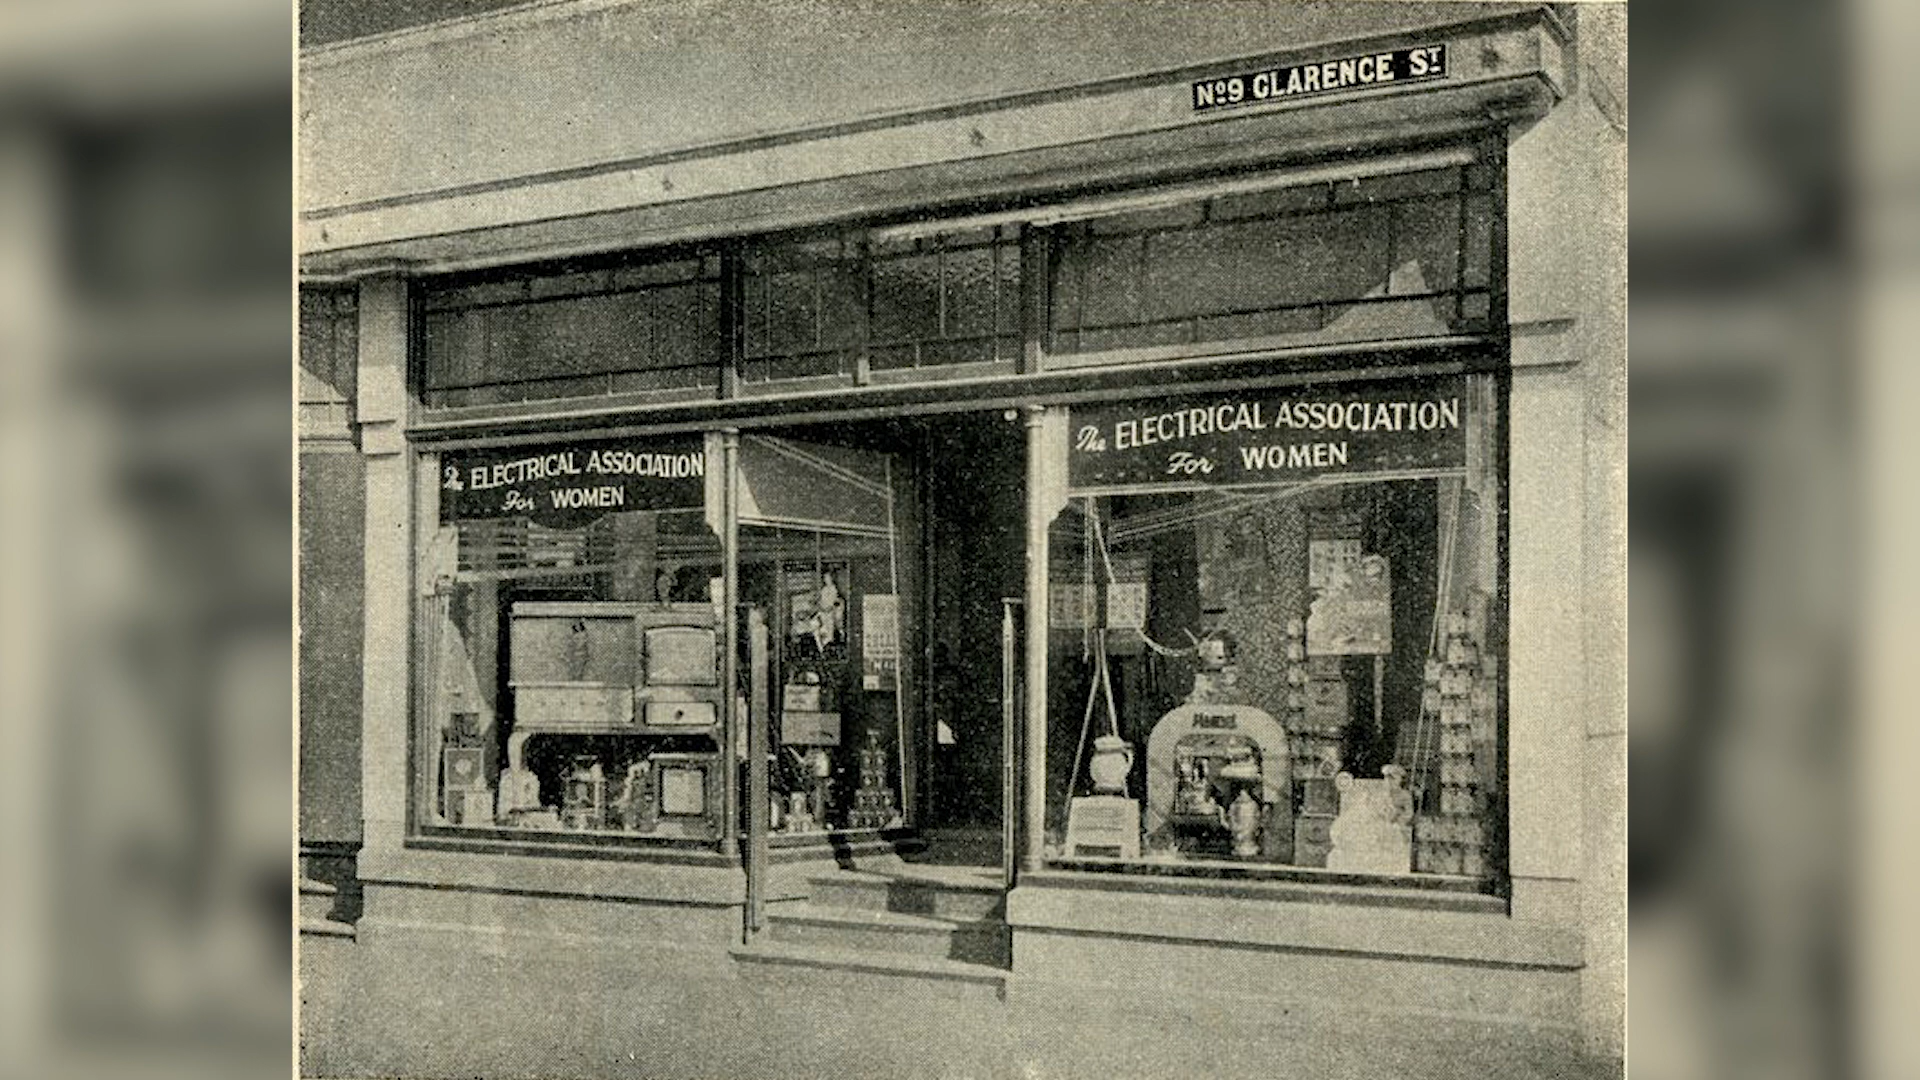 Nº9 CLARENCE ST
The ELECTRICAL ASSOCIATION
For WOMEN
The ELECTRICAL ASSOCIATION
For WOMEN